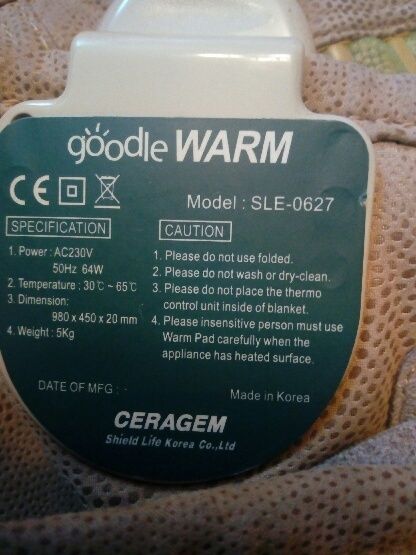 goodle WARM
CE
Model : SLE-0627
SPECIFICATION
1. Power : AC230V
50Hz 64W
2. Temperature : 30℃ ~ 65℃
3. Dimension:
980 x 450 x 20 mm
4. Weight : 5Kg
CAUTION
1. Please do not use folded.
2. Please do not wash or dry-clean.
3. Please do not place the thermo
control unit inside of blanket.
4. Please insensitive person must use
Warm Pad carefully when the
appliance has heated surface.
DATE OF MFG :
Made in Korea
CERAGEM
Shield Life Korea Co.,Ltd